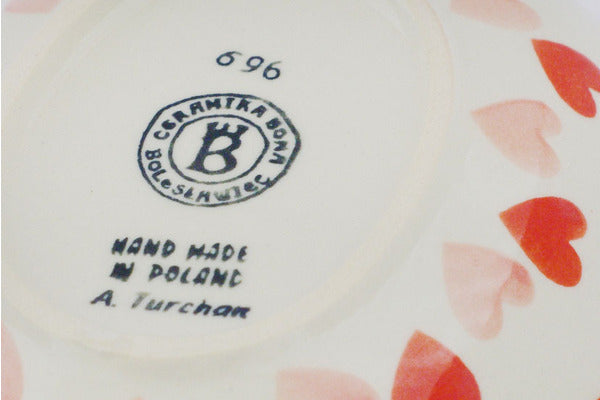 696
CERAMIKA BONA
B
BOLESŁAWIEC
HAND MADE
IN POLAND
A. Turchan